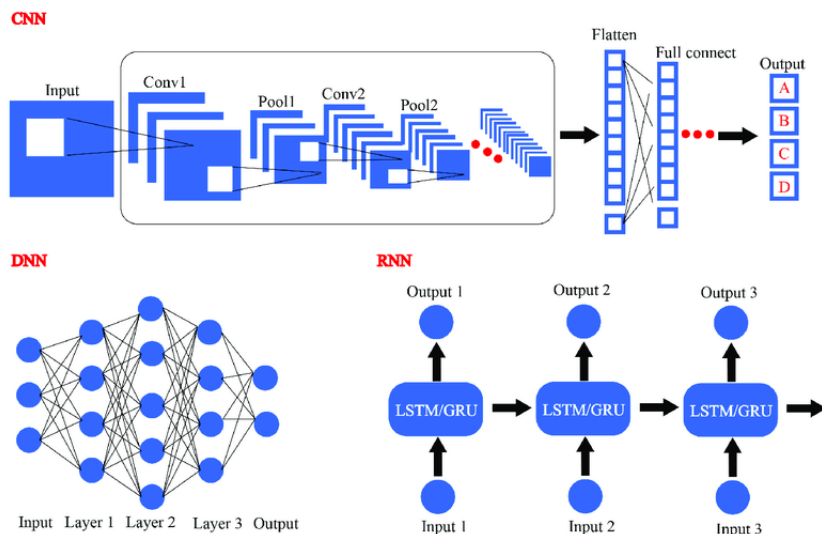 CNN
Input
Conv1
Pool1
Conv2
Pool2
Flatten
Full connect
Output
A
B
C
D
DNN
Input
Layer 1
Layer 2
Layer 3
Output
RNN
Output 1
Output 2
Output 3
LSTM/GRU
LSTM/GRU
LSTM/GRU
Input 1
Input 2
Input 3